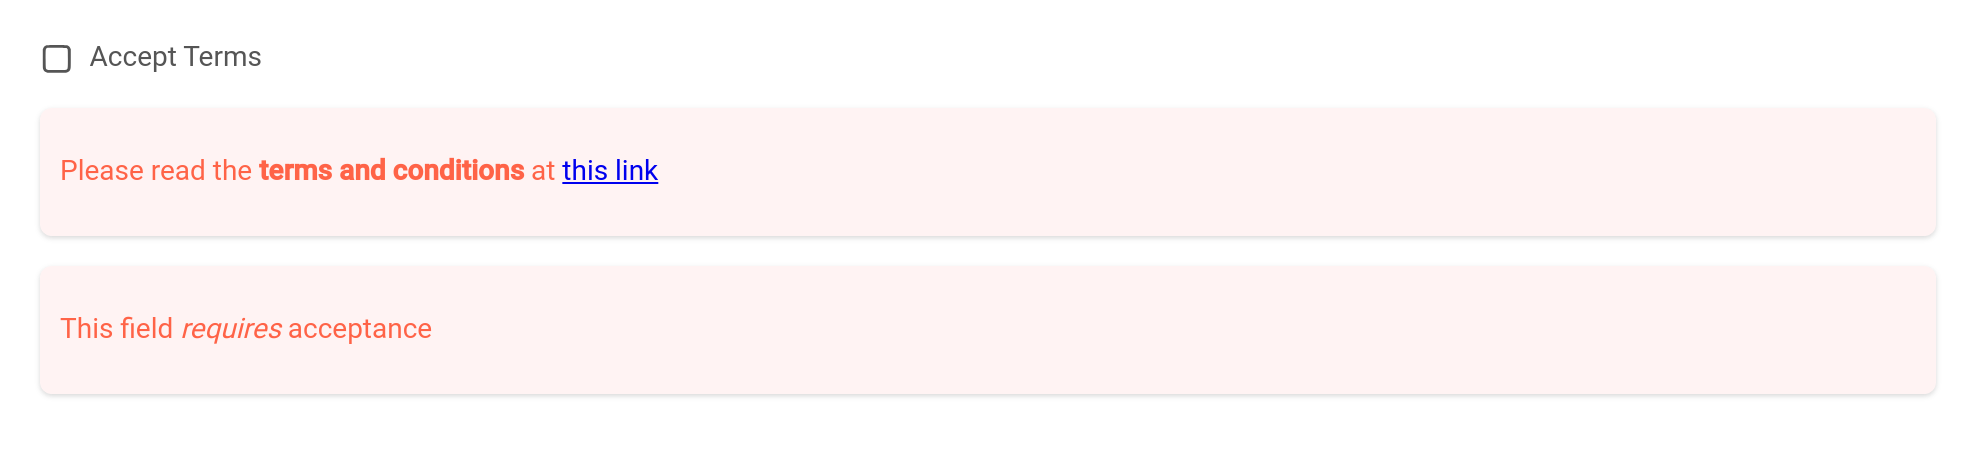 Accept Terms
Please read the terms and conditions at this link
This field requires acceptance